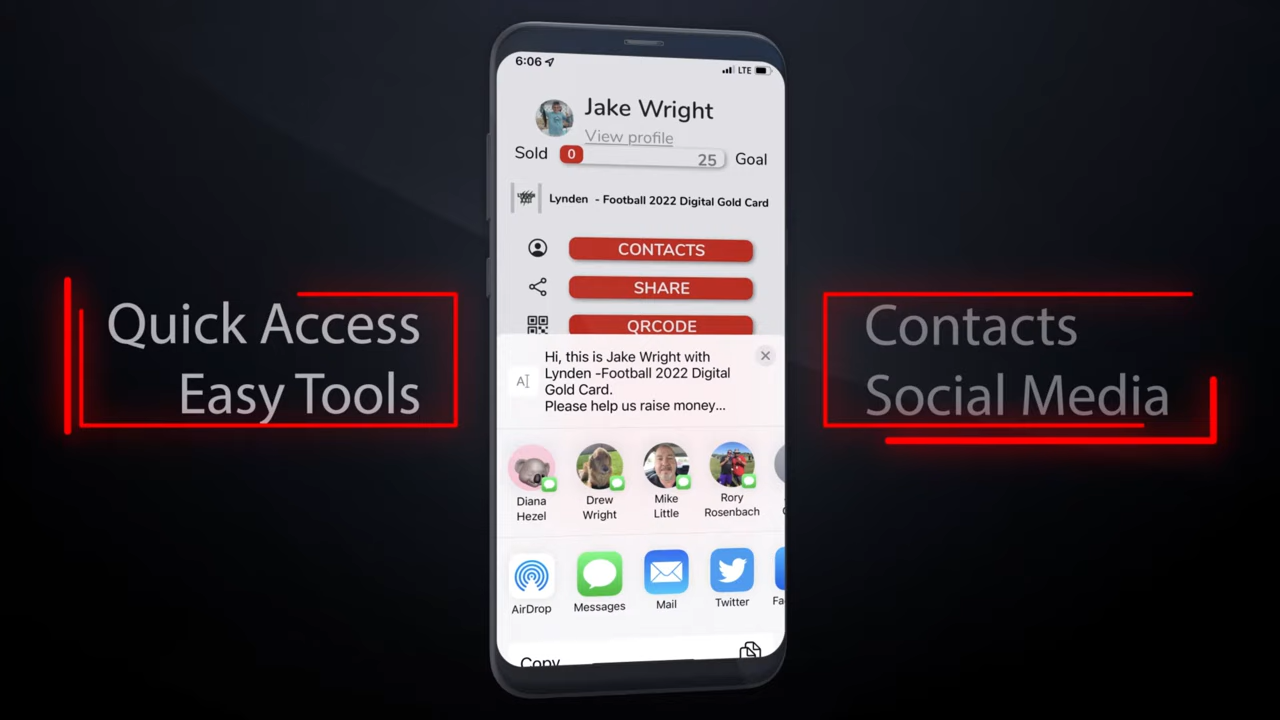 Quick Access
Easy Tools
6:06
LTE
Jake Wright
View profile
Sold 0 25 Goal
Lynden - Football 2022 Digital Gold Card
CONTACTS
SHARE
QRCODE
Hi, this is Jake Wright with
Lynden -Football 2022 Digital
Gold Card.
Please help us raise money...
Diana
Hezel
Drew
Wright
Mike
Little
Rory
Rosenbach
AirDrop
Messages
Mail
Twitter
Fa
Copy
Contacts
Social Media